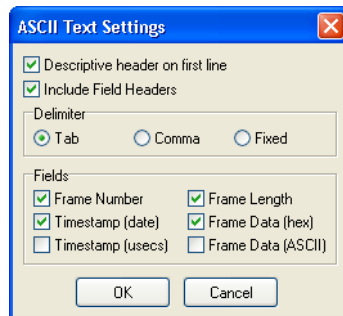 ASCII Text Settings
Descriptive header on first line
Include Field Headers
Delimiter
Tab Comma Fixed
Fields
Frame Number Frame Length
Timestamp (date) Frame Data (hex)
Timestamp (usecs) Frame Data (ASCII)
OK Cancel